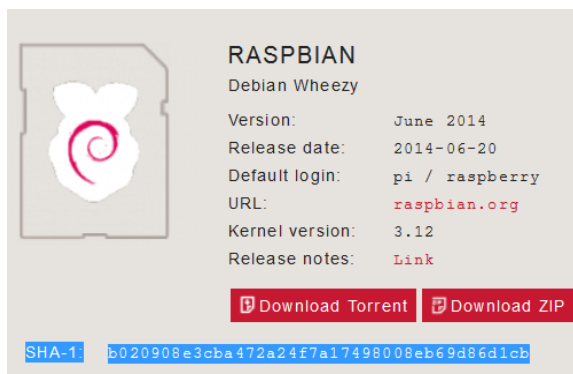 RASPBIAN
Debian Wheezy
Version: June 2014
Release date: 2014-06-20
Default login: pi / raspberry
URL: raspbian.org
Kernel version: 3.12
Release notes: Link
Download Torrent Download ZIP
SHA-1: b020908e3cba472a24f7a17498008eb69d86d1cb